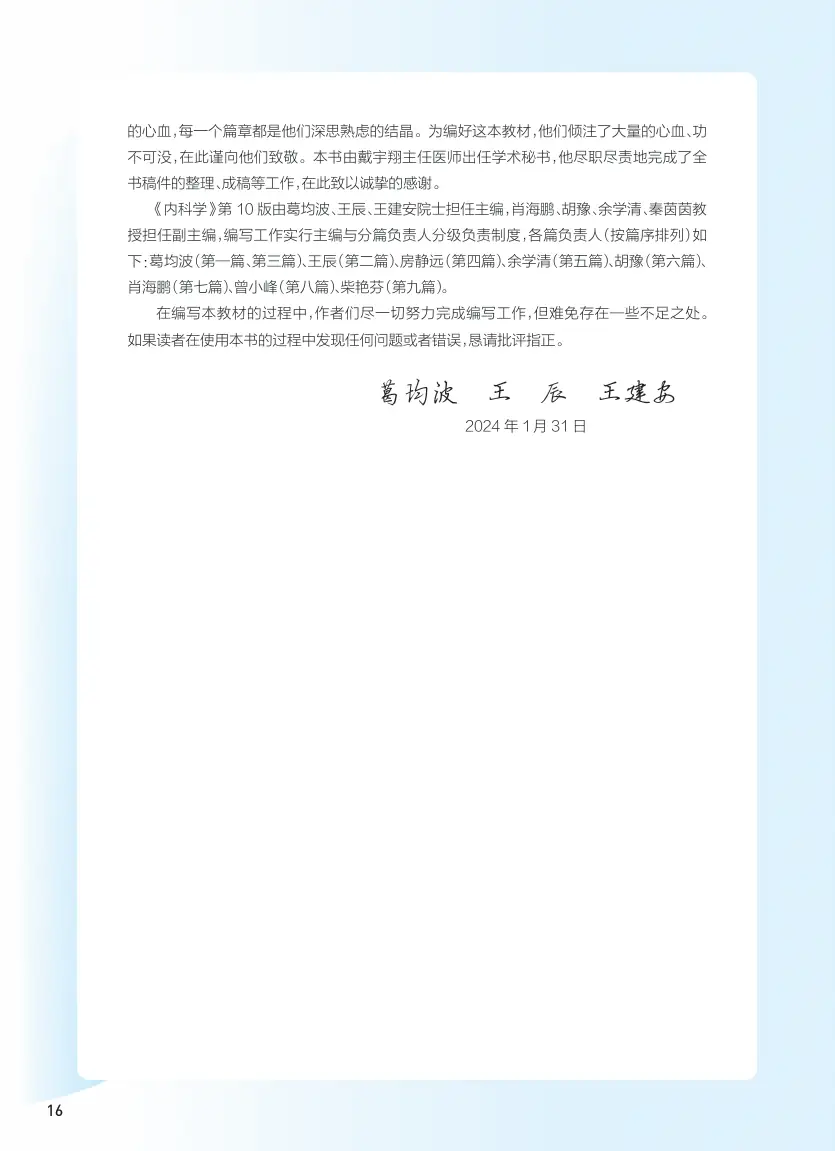 的心血,每一个篇章都是他们深思熟虑的结晶。为编好这本教材,他们倾注了大量的心血、功
不可没,在此谨向他们致敬。本书由戴宇翔主任医师出任学术秘书,他尽职尽责地完成了全
书稿件的整理、成稿等工作,在此致以诚挚的感谢。
《内科学》第 10 版由葛均波、王辰、王建安院士担任主编,肖海鹏、胡豫、余学清、秦茵茵教
授担任副主编,编写工作实行主编与分篇负责人分级负责制度,各篇负责人(按篇序排列)如
下:葛均波(第一篇、第三篇)、王辰(第二篇)、房静远(第四篇)、余学清(第五篇)、胡豫(第六篇)、
肖海鹏(第七篇)、曾小峰(第八篇)、柴艳芬(第九篇)。
在编写本教材的过程中,作者们尽一切努力完成编写工作,但难免存在一些不足之处。
如果读者在使用本书的过程中发现任何问题或者错误,恳请批评指正。
葛均波 王 辰 王建安
2024 年 1 月 31 日
16